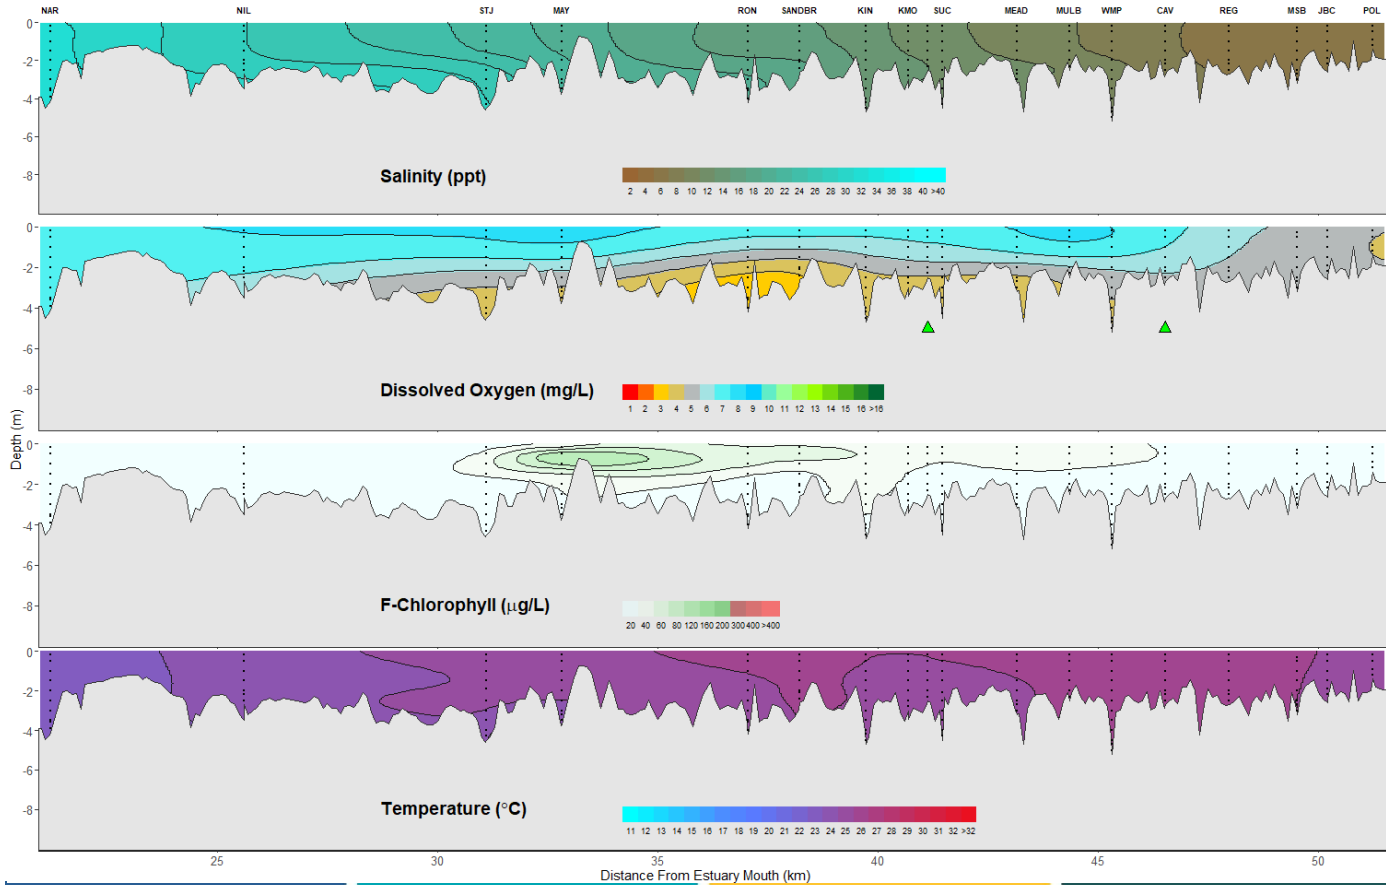 NAR NIL STJ MAY RON SANDBR KIN KMO SUC MEAD MULB WMP CAV REG MSB JBC POL
0
-2
-4
-6
-8
Salinity (ppt)
2 4 6 8 10 12 14 16 18 20 22 24 26 28 30 32 34 36 38 40 >40
0
-2
-4
-6
-8
Dissolved Oxygen (mg/L)
1 2 3 4 5 6 7 8 9 10 11 12 13 14 15 16 >16
Depth (m)
0
-2
-4
-6
-8
F-Chlorophyll (μg/L)
20 40 60 80 120 160 200 300 400 >400
0
-2
-4
-6
-8
Temperature (°C)
11 12 13 14 15 16 17 18 19 20 21 22 23 24 25 26 27 28 29 30 31 32 >32
25 30 35 40 45 50
Distance From Estuary Mouth (km)